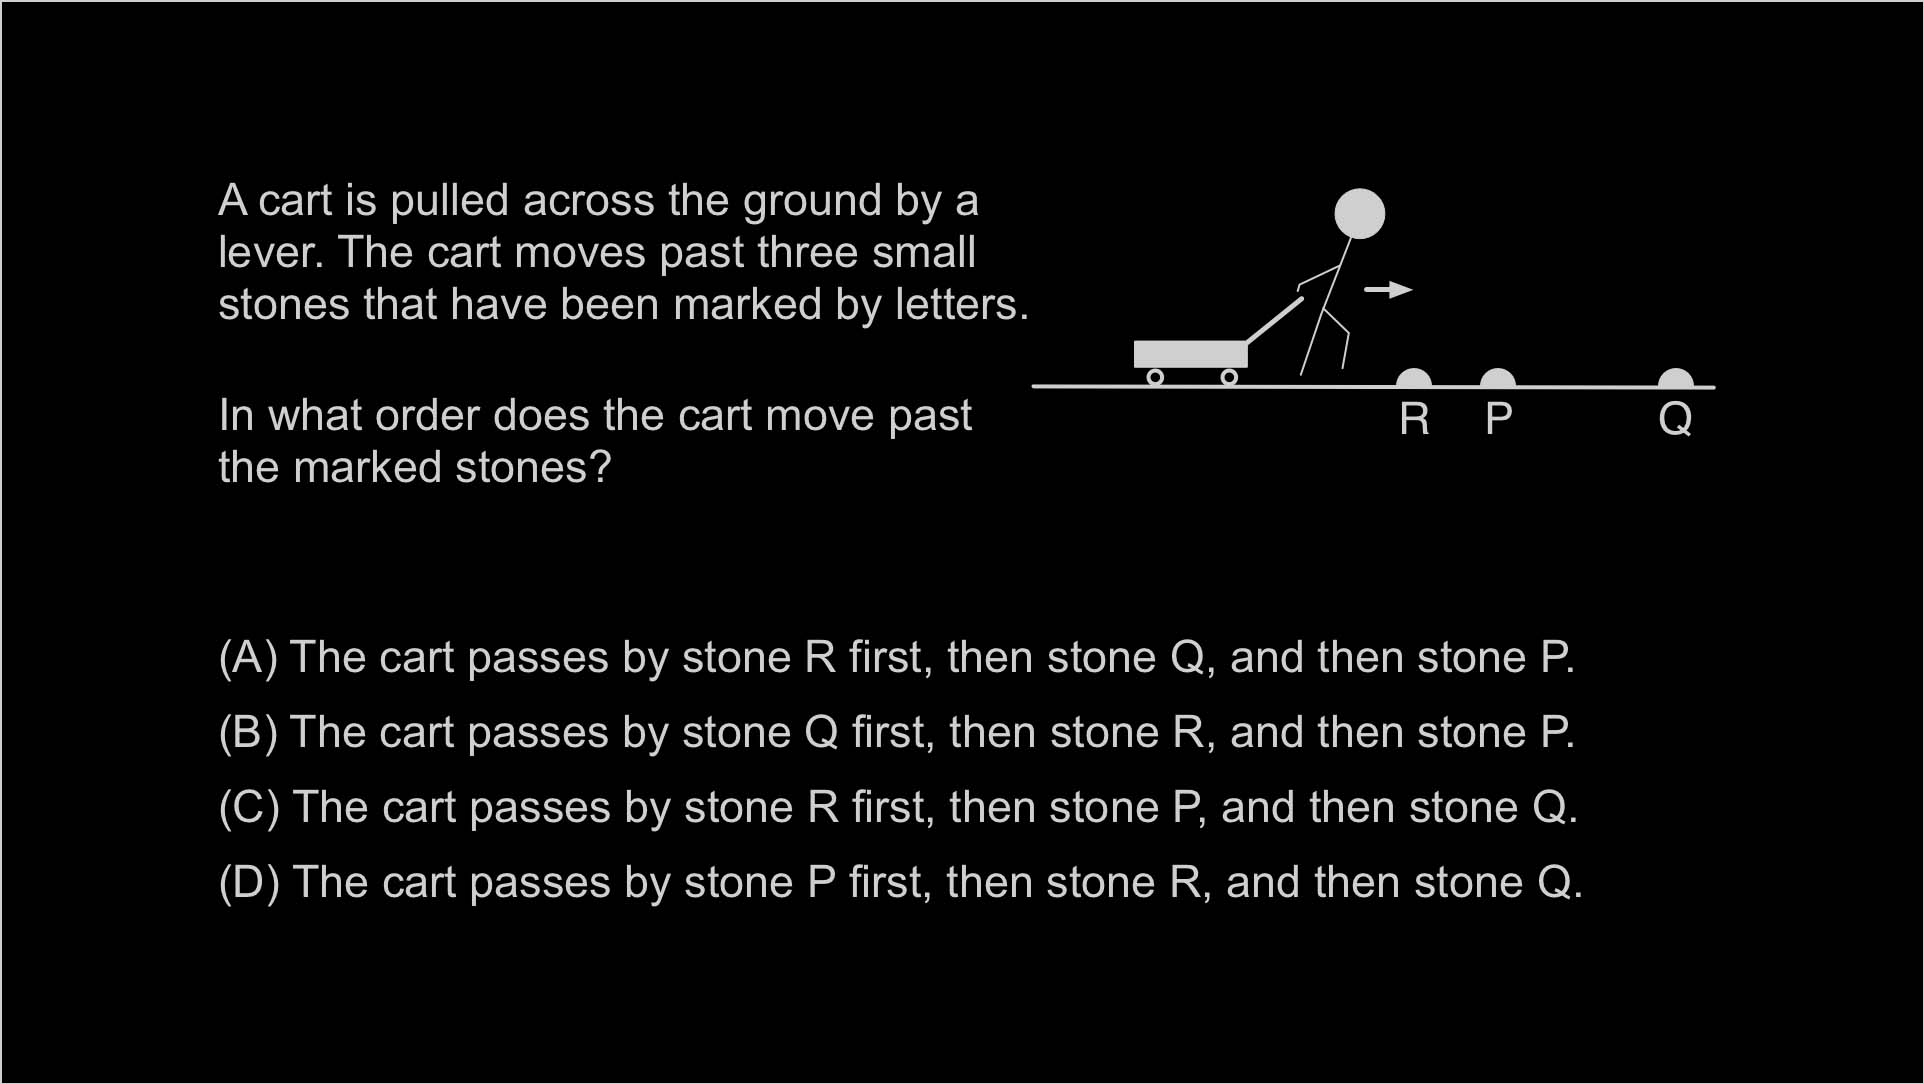 A cart is pulled across the ground by a
lever. The cart moves past three small
stones that have been marked by letters.
In what order does the cart move past
the marked stones?
R P Q
(A) The cart passes by stone R first, then stone Q, and then stone P.
(B) The cart passes by stone Q first, then stone R, and then stone P.
(C) The cart passes by stone R first, then stone P, and then stone Q.
(D) The cart passes by stone P first, then stone R, and then stone Q.